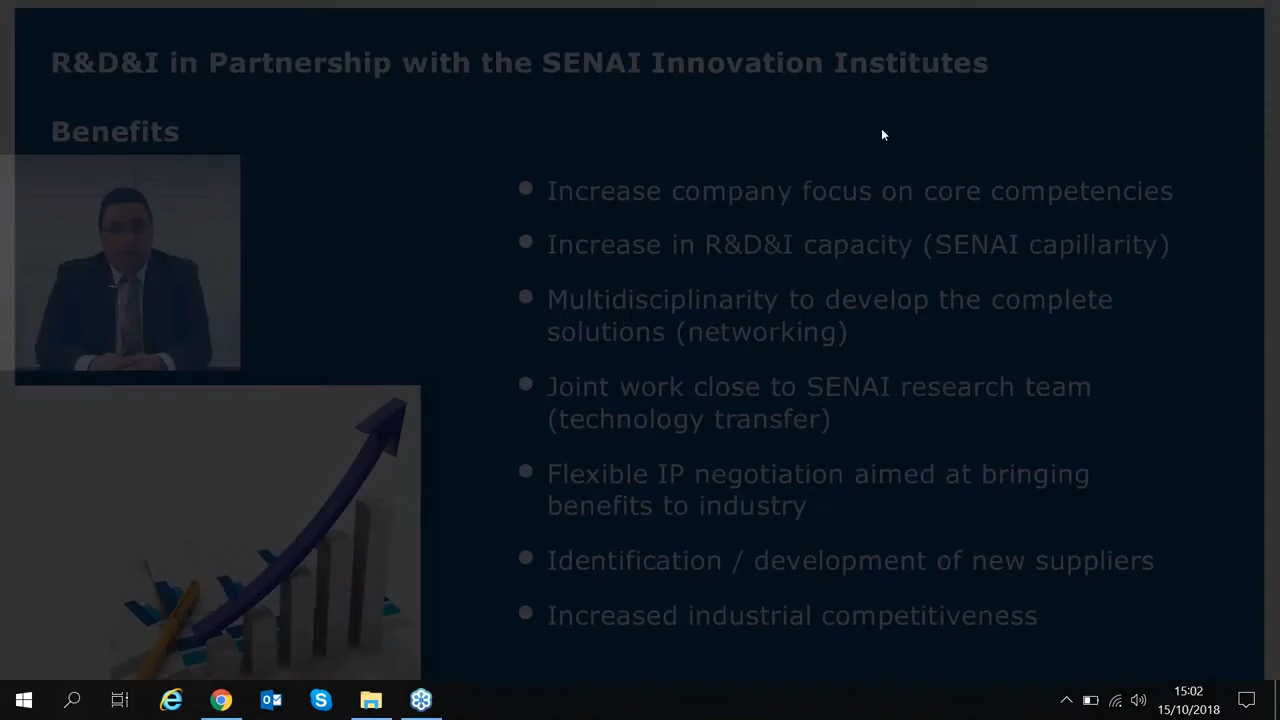 R&D&I in Partnership with the SENAI Innovation Institutes
Benefits
Increase company focus on core competencies
Increase in R&D&I capacity (SENAI capillarity)
Multidisciplinarity to develop the complete
solutions (networking)
Joint work close to SENAI research team
(technology transfer)
Flexible IP negotiation aimed at bringing
benefits to industry
Identification / development of new suppliers
Increased industrial competitiveness
15:02
15/10/2018